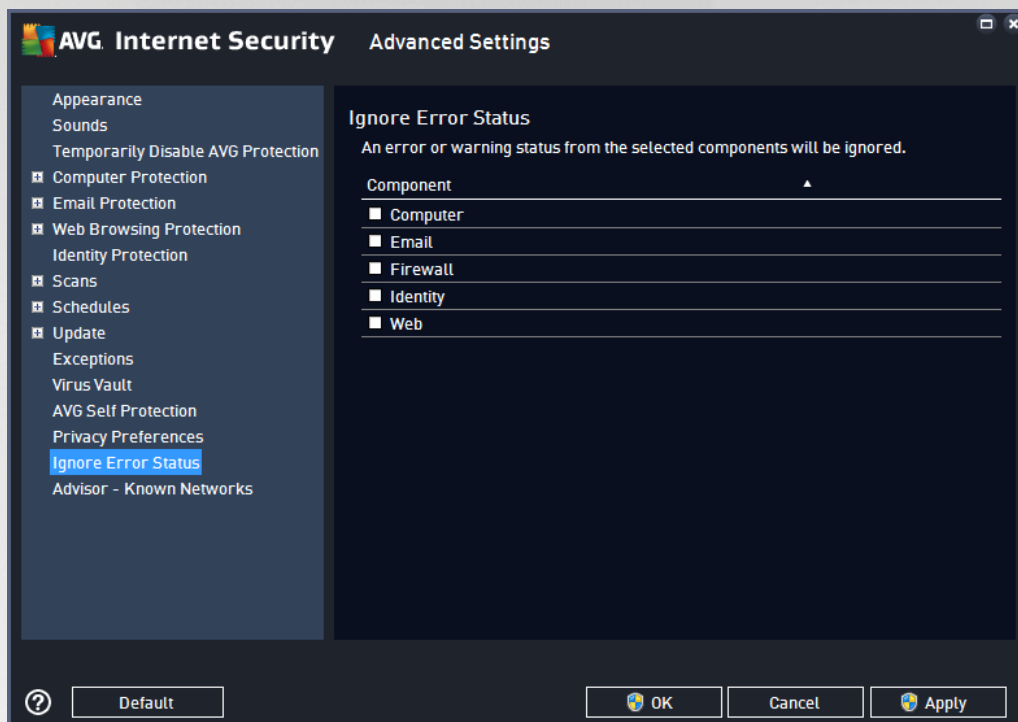 AVG. Internet Security Advanced Settings
Appearance
Sounds
Temporarily Disable AVG Protection
Computer Protection
Email Protection
Web Browsing Protection
Identity Protection
Scans
Schedules
Update
Exceptions
Virus Vault
AVG Self Protection
Privacy Preferences
Ignore Error Status
Advisor - Known Networks
Ignore Error Status
An error or warning status from the selected components will be ignored.
Component
Computer
Email
Firewall
Identity
Web
? Default OK Cancel Apply